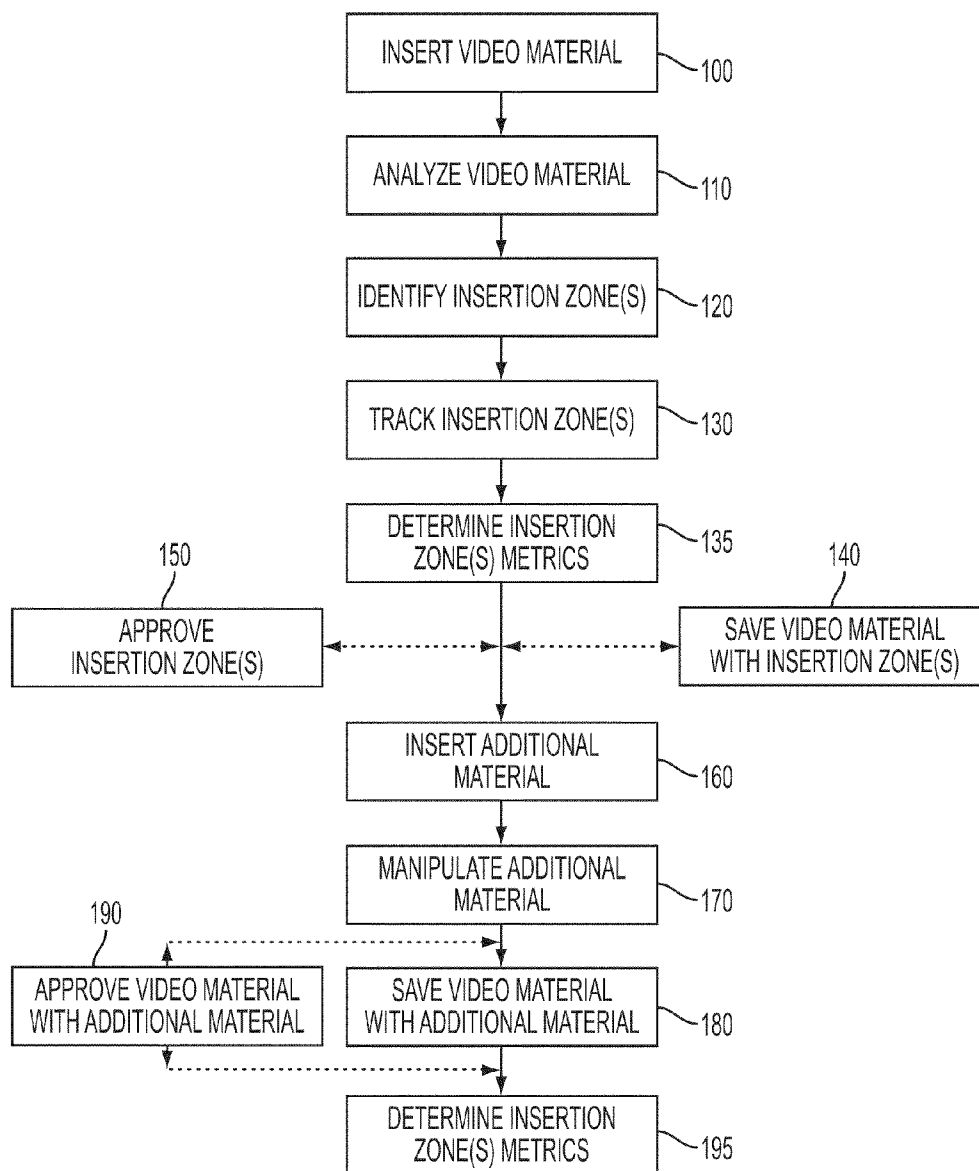 INSERT VIDEO MATERIAL
100
ANALYZE VIDEO MATERIAL
110
IDENTIFY INSERTION ZONE(S)
120
TRACK INSERTION ZONE(S)
130
DETERMINE INSERTION
ZONE(S) METRICS
135
150
APPROVE
INSERTION ZONE(S)
140
SAVE VIDEO MATERIAL
WITH INSERTION ZONE(S)
INSERT ADDITIONAL
MATERIAL
160
MANIPULATE ADDITIONAL
MATERIAL
170
190
APPROVE VIDEO MATERIAL
WITH ADDITIONAL MATERIAL
SAVE VIDEO MATERIAL
WITH ADDITIONAL MATERIAL
180
DETERMINE INSERTION
ZONE(S) METRICS
195